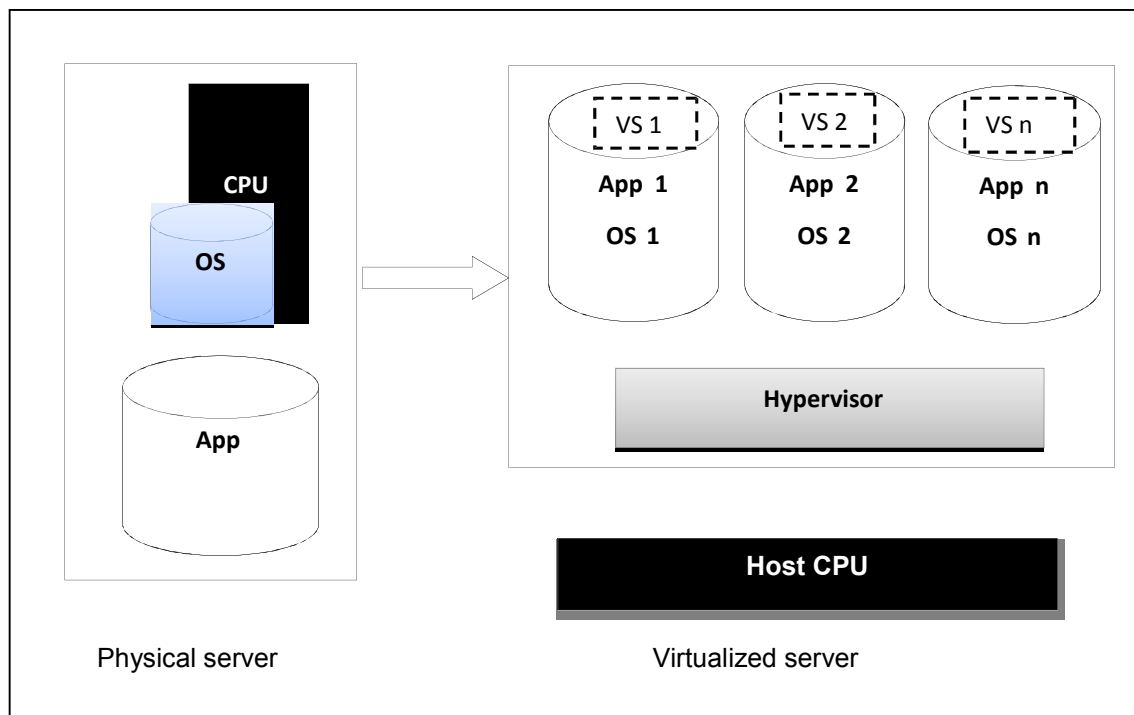 CPU
OS
App
Physical server
VS 1
App 1
OS 1
VS 2
App 2
OS 2
VS n
App n
OS n
Hypervisor
Host CPU
Virtualized server